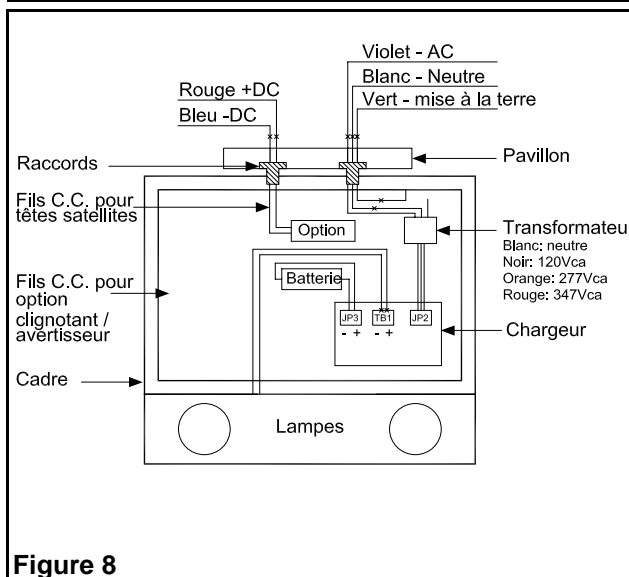 Violet - AC
Blanc - Neutre
Vert - mise à la terre
Rouge +DC
Bleu -DC
Raccords
Pavillon
Fils C.C. pour
têtes satellites
Option
Transformateur
Blanc: neutre
Noir: 120Vca
Orange: 277Vca
Rouge: 347Vca
Fils C.C. pour
option
clignotant /
avertisseur
Batterie
JP3
TB1
JP2
- +
- +
Chargeur
Cadre
Lampes
Figure 8